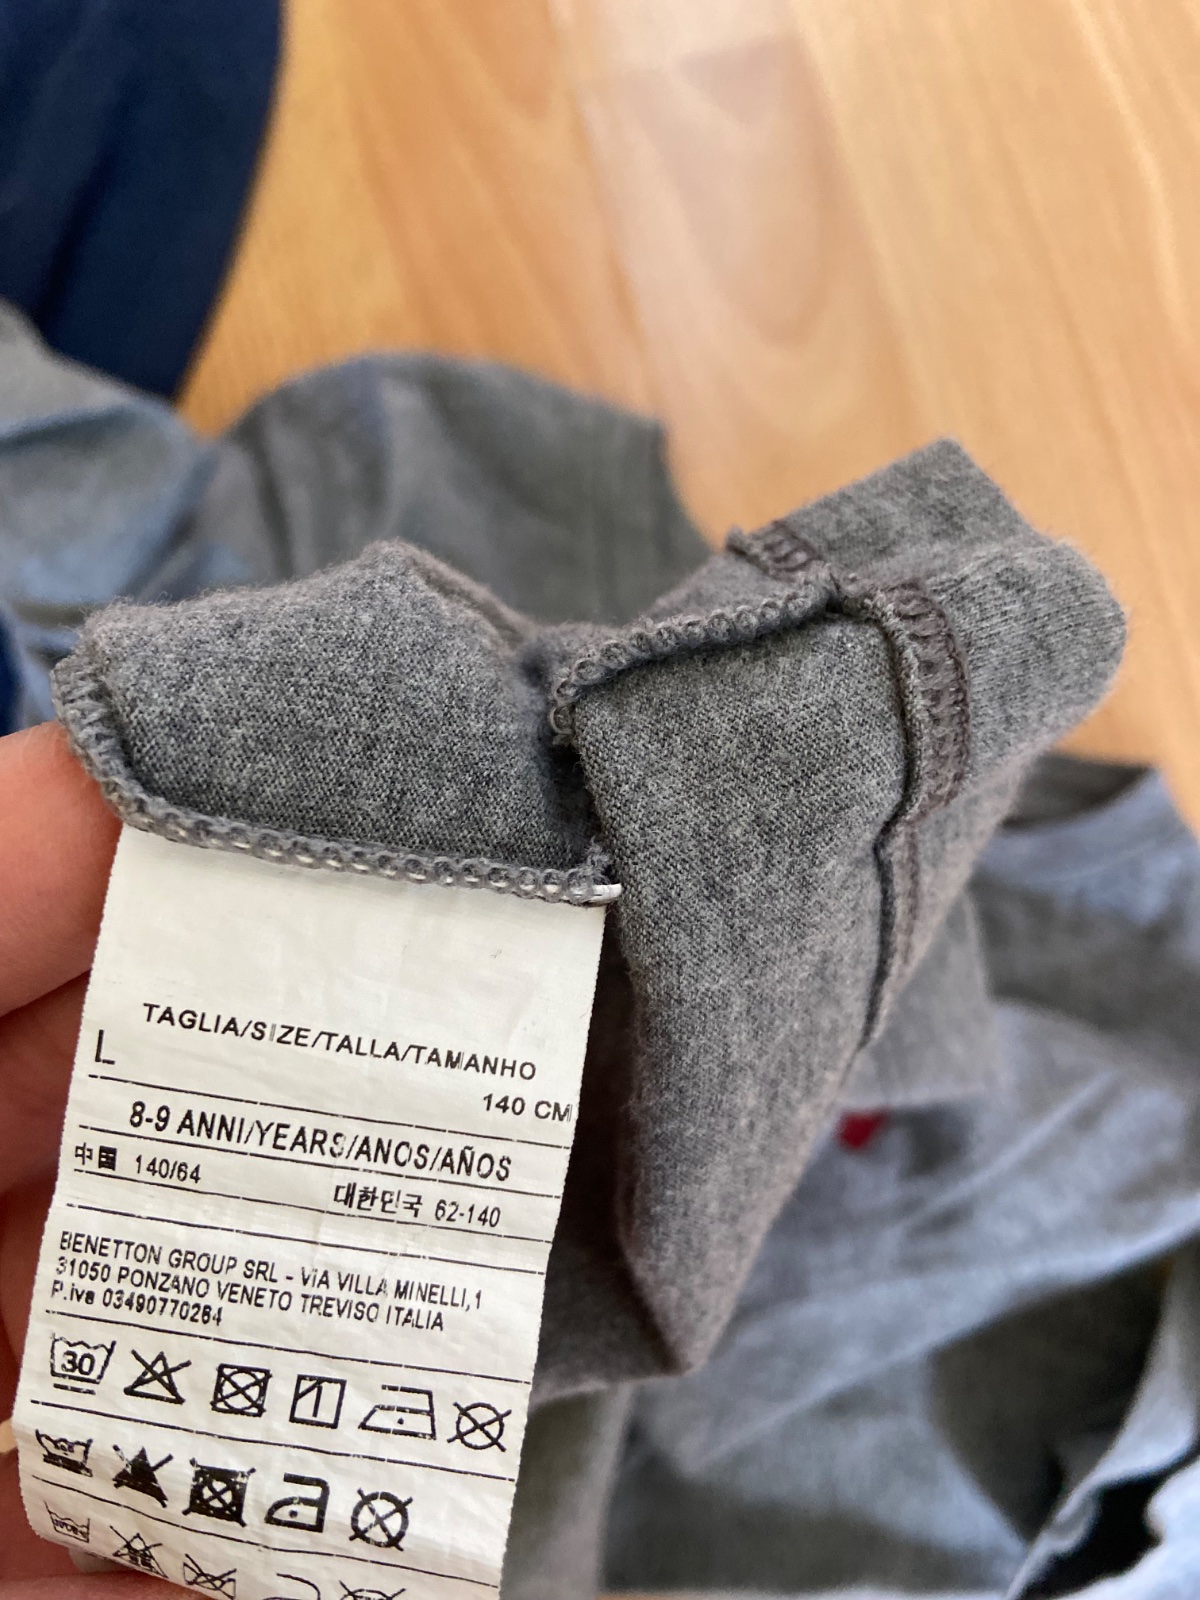 TAGLIA/SIZE/TALLA/TAMANHO
L
140 CM
8-9 ANNI/YEARS/ANOS/AÑOS
中国 140/64 대한민국 62-140
BENETTON GROUP SRL - VIA VILLA MINELLI,1
31050 PONZANO VENETO TREVISO ITALIA
P.iva 03490770264
30